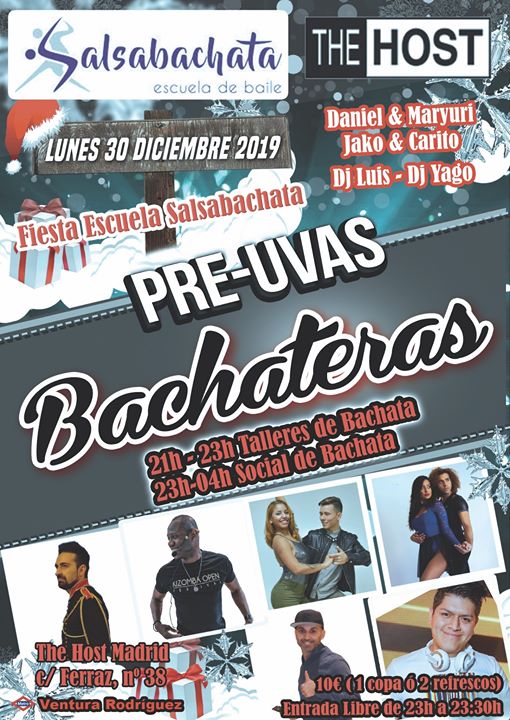 Salsabachata
escuela de baile
THE HOST
LUNES 30 DICIEMBRE 2019
Daniel & Maryuri
Jako & Carito
Dj Luis - Dj Yago
Fiesta Escuela Salsabachata
PRE-UVAS
Bachateras
21h - 23h Talleres de Bachata
23h-04h Social de Bachata
KIZOMBA OPEN
The Host Madrid
c/ Ferraz, nº38
Metro
Ventura Rodríguez
10€ ( 1 copa ó 2 refrescos)
Entrada Libre de 23h a 23:30h